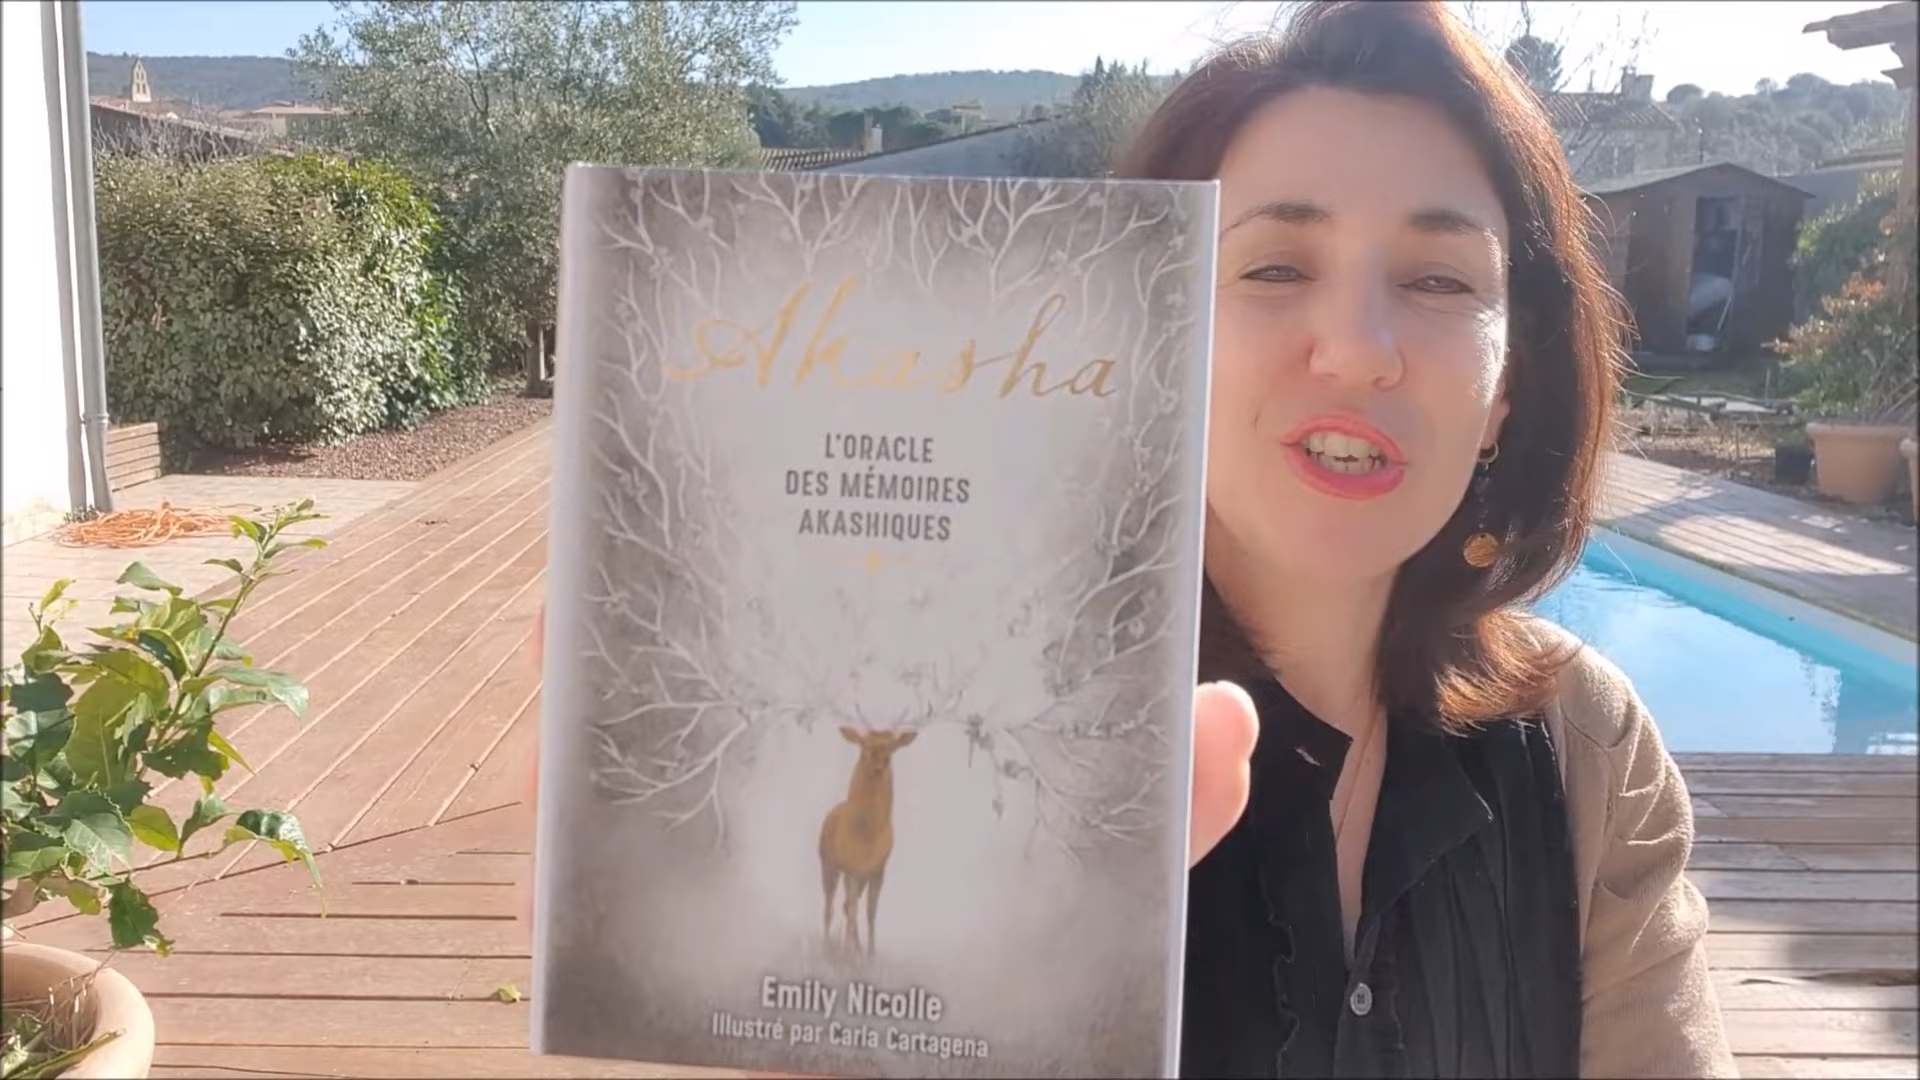 Akasha
L'ORACLE
DES MÉMOIRES
AKASHIQUES
Emily Nicolle
Illustré par Carla Cartagena